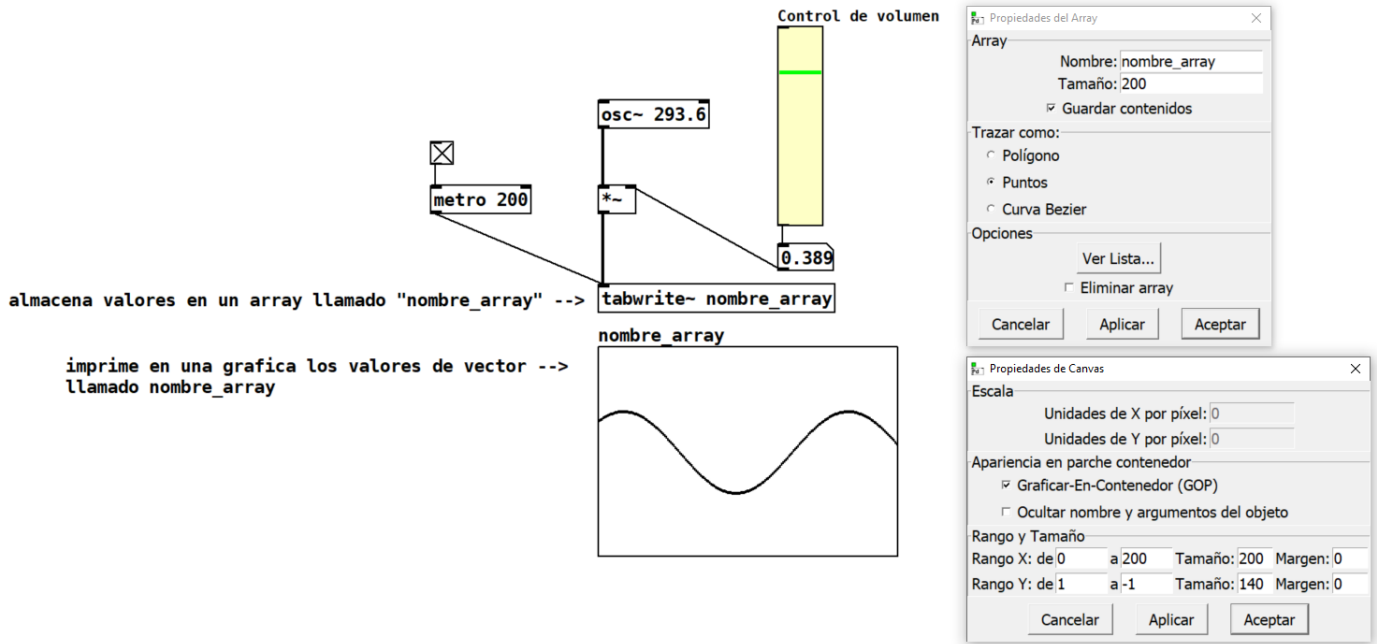 Control de volumen
osc~ 293.6
metro 200
*~
0.389
almacena valores en un array llamado "nombre_array" -->
tabwrite~ nombre_array
nombre_array
imprime en una grafica los valores de vector -->
llamado nombre_array
Propiedades del Array
Array
Nombre: nombre_array
Tamaño: 200
Guardar contenidos
Trazar como:
Polígono
Puntos
Curva Bezier
Opciones
Ver Lista...
Eliminar array
Cancelar Aplicar Aceptar
Propiedades de Canvas
Escala
Unidades de X por píxel: 0
Unidades de Y por píxel: 0
Apariencia en parche contenedor
Graficar-En-Contenedor (GOP)
Ocultar nombre y argumentos del objeto
Rango y Tamaño
Rango X: de 0 a 200 Tamaño: 200 Margen: 0
Rango Y: de 1 a -1 Tamaño: 140 Margen: 0
Cancelar Aplicar Aceptar